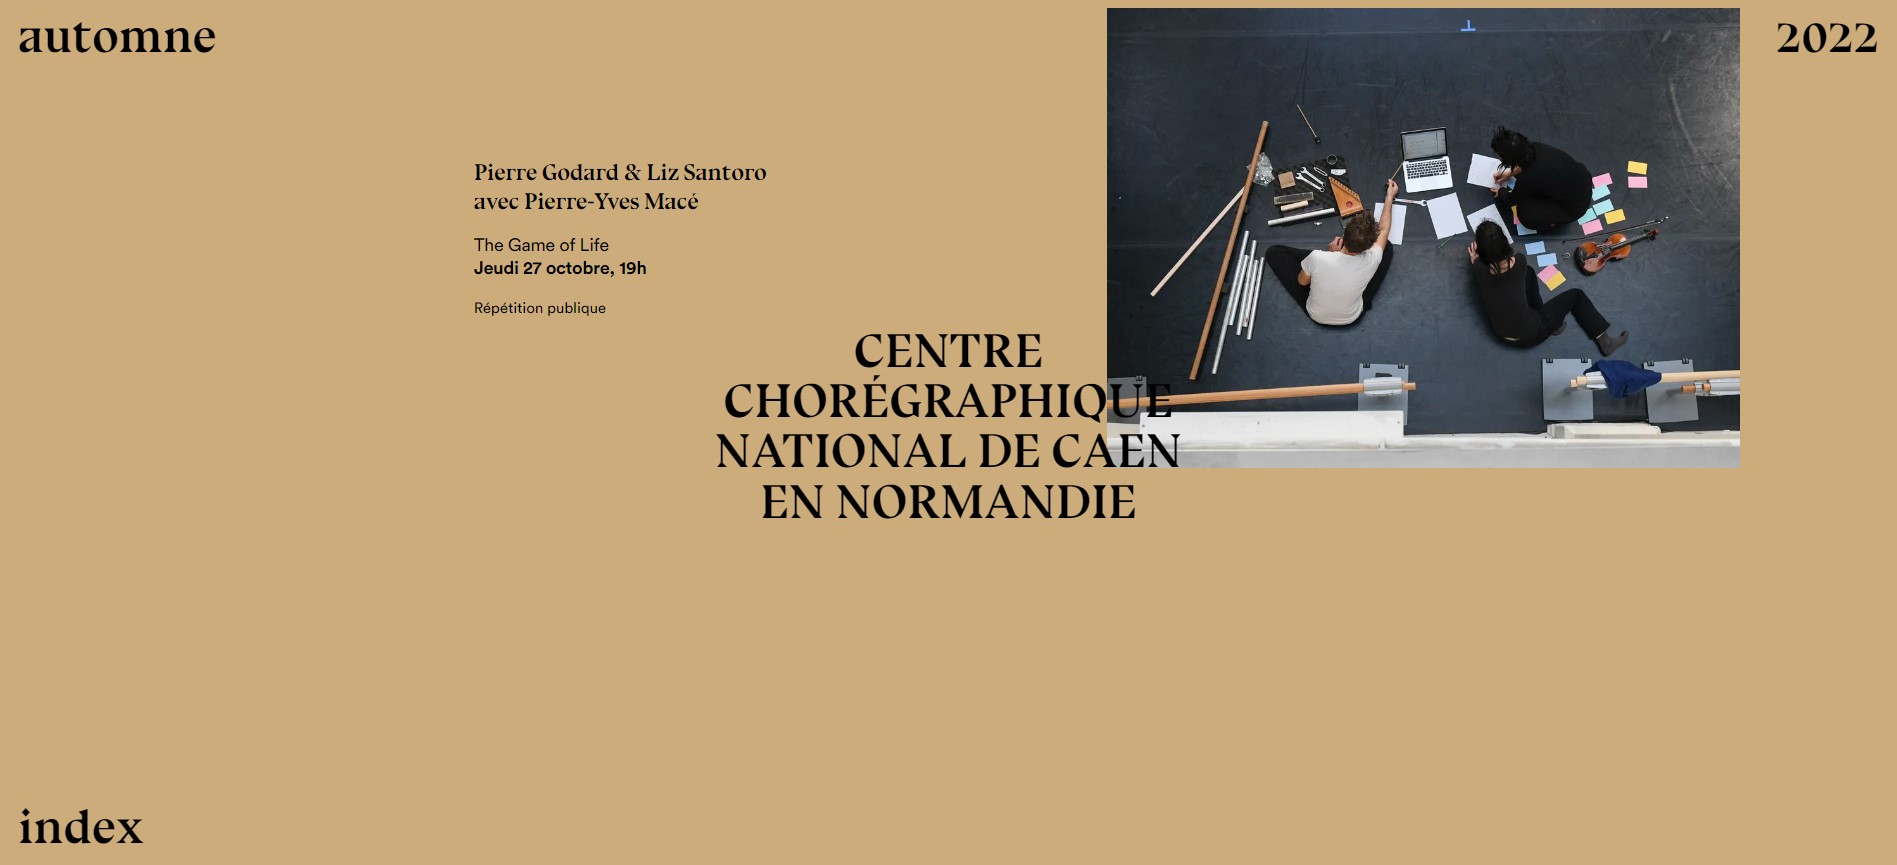 automne
2022
Pierre Godard & Liz Santoro
avec Pierre-Yves Macé
The Game of Life
Jeudi 27 octobre, 19h
Répétition publique
CENTRE
CHORÉGRAPHIQUE
NATIONAL DE CAEN
EN NORMANDIE
index